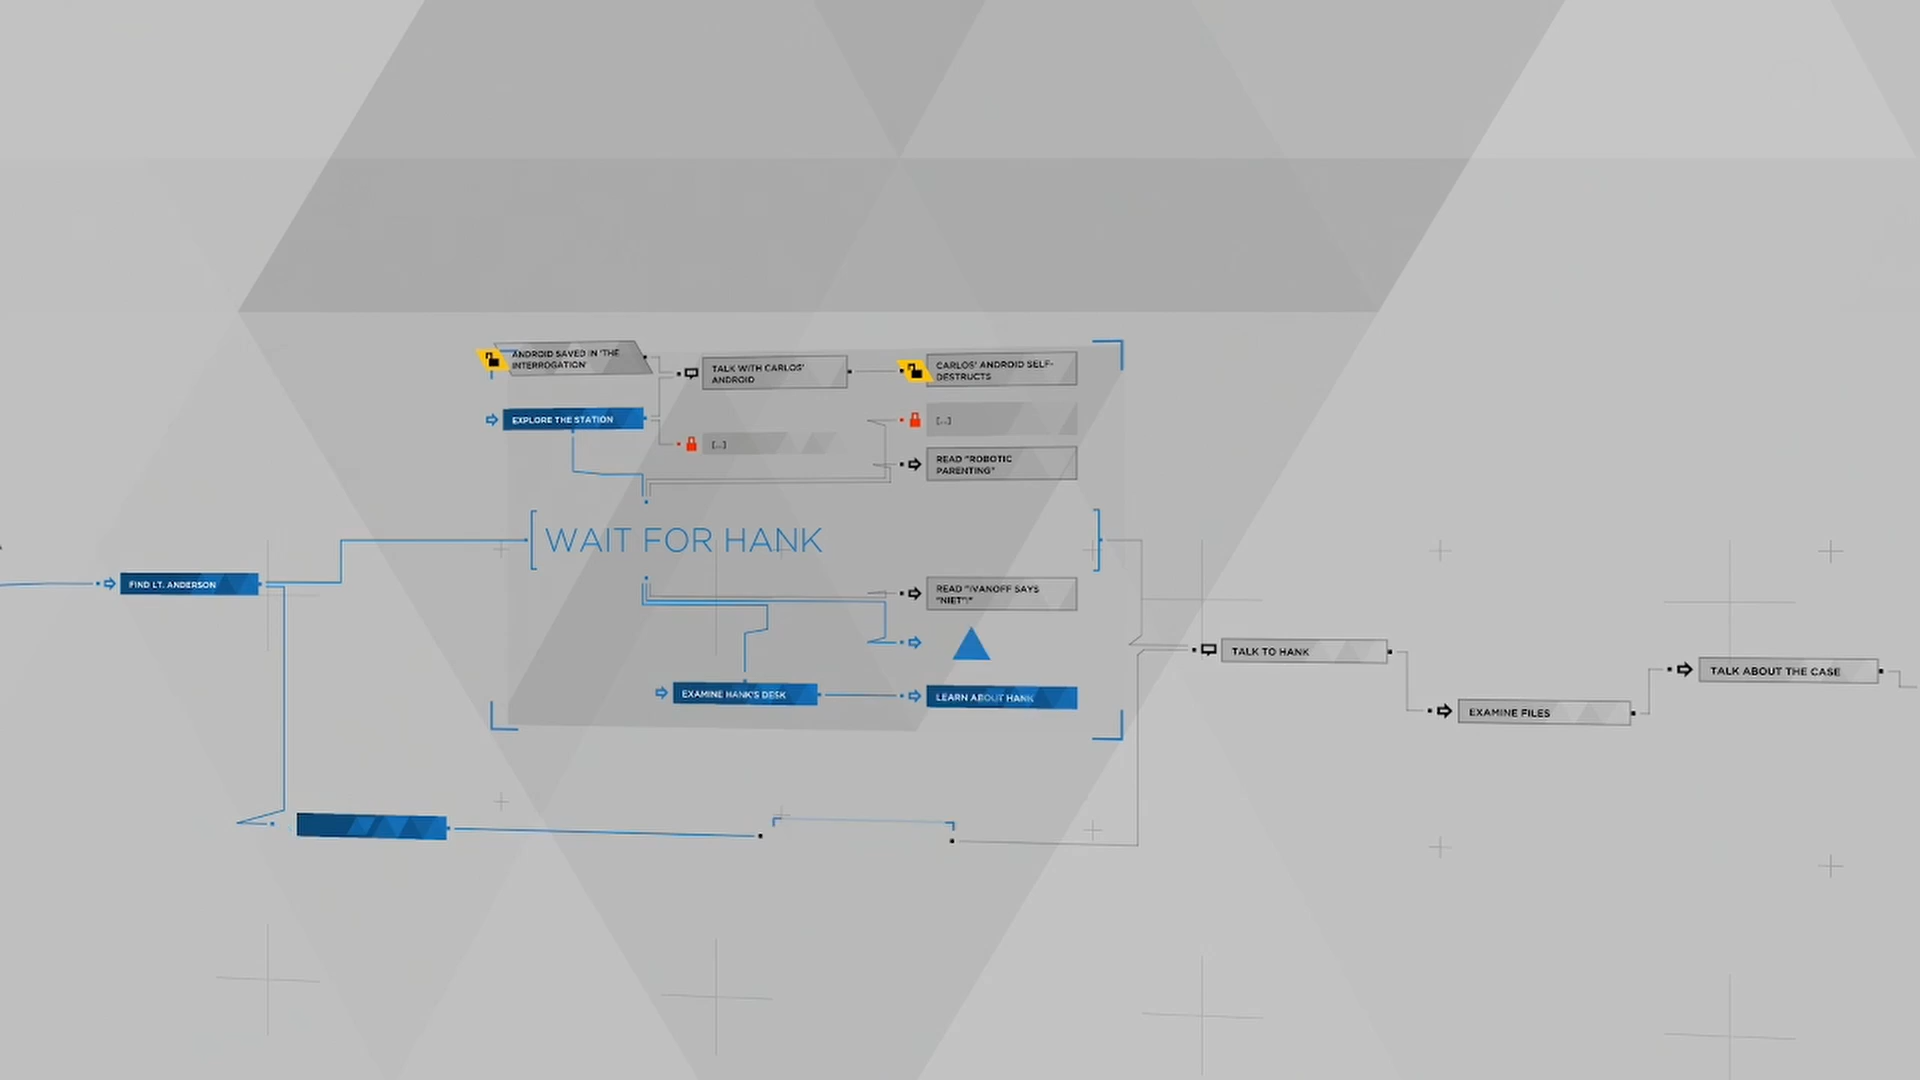 ANDROID SAVED IN 'THE
INTERROGATION'
TALK WITH CARLOS'
ANDROID
CARLOS' ANDROID SELF-
DESTRUCTS
EXPLORE THE STATION
[...]
[...]
READ "ROBOTIC
PARENTING"
WAIT FOR HANK
FIND LT. ANDERSON
READ "IVANOFF SAYS
"NIET"!"
EXAMINE HANK'S DESK
LEARN ABOUT HANK
TALK TO HANK
EXAMINE FILES
TALK ABOUT THE CASE